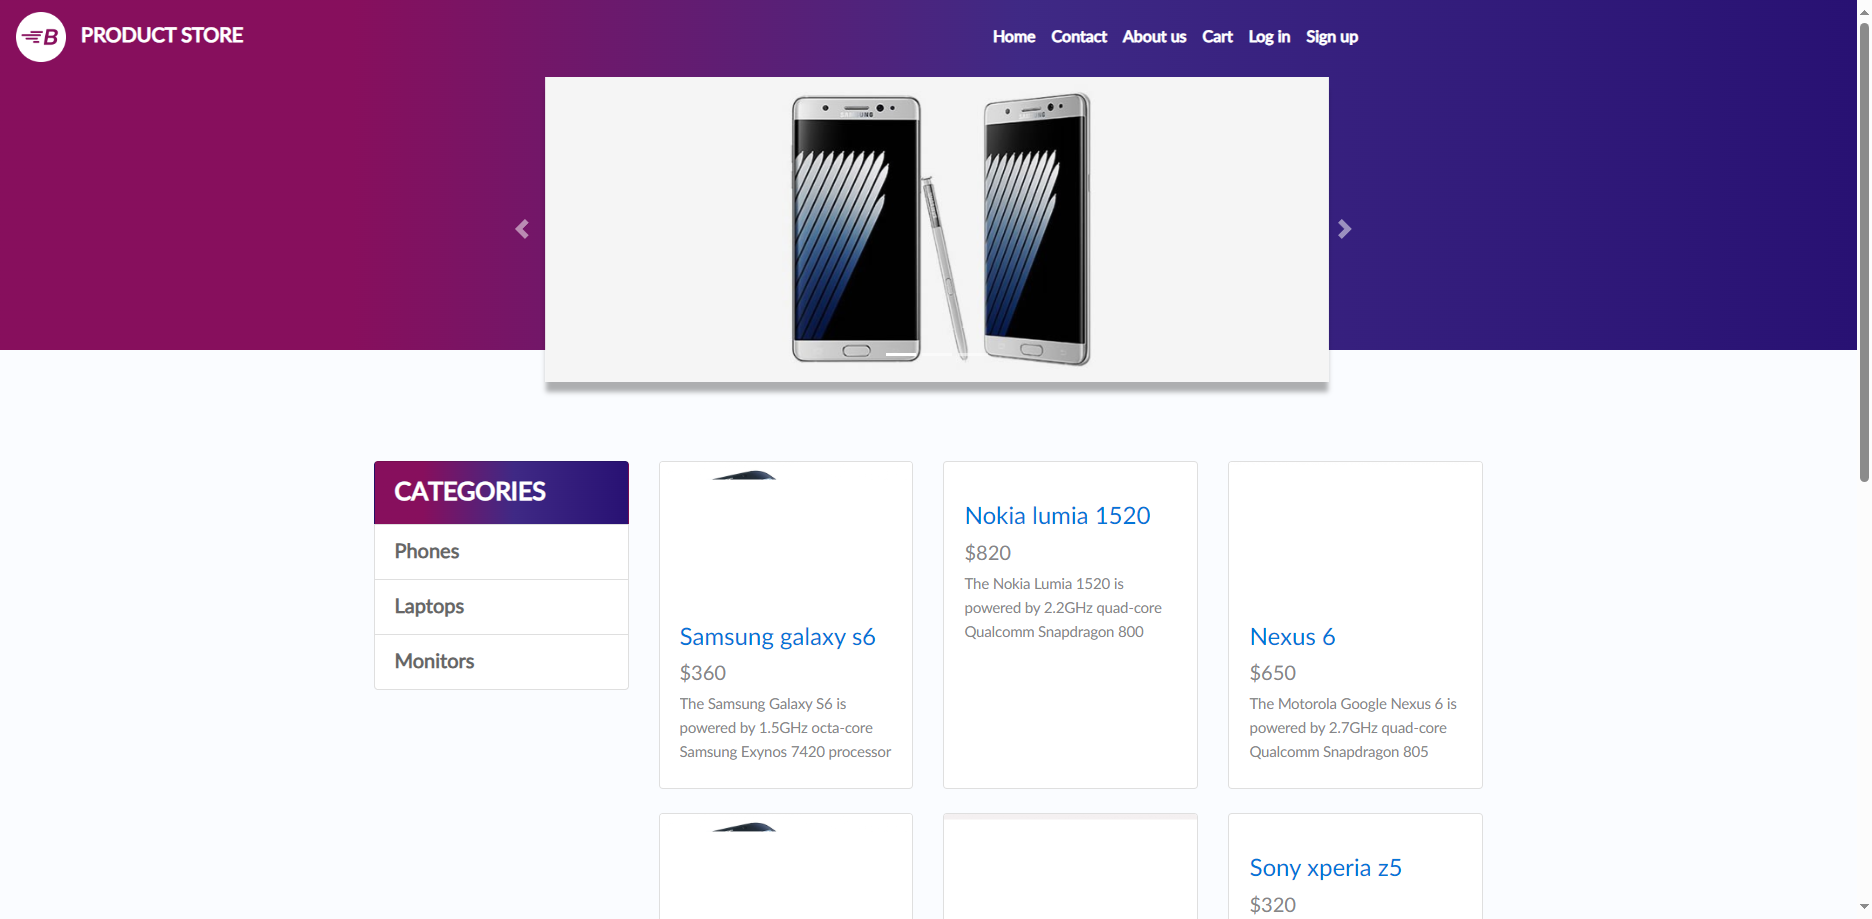 B PRODUCT STORE
Home Contact About us Cart Log in Sign up
SAMSUNG SAMSUNG
CATEGORIES
Phones
Laptops
Monitors
Samsung galaxy s6
$360
The Samsung Galaxy S6 is
powered by 1.5GHz octa-core
Samsung Exynos 7420 processor
Nokia lumia 1520
$820
The Nokia Lumia 1520 is
powered by 2.2GHz quad-core
Qualcomm Snapdragon 800
Nexus 6
$650
The Motorola Google Nexus 6 is
powered by 2.7GHz quad-core
Qualcomm Snapdragon 805
Sony xperia z5
$320